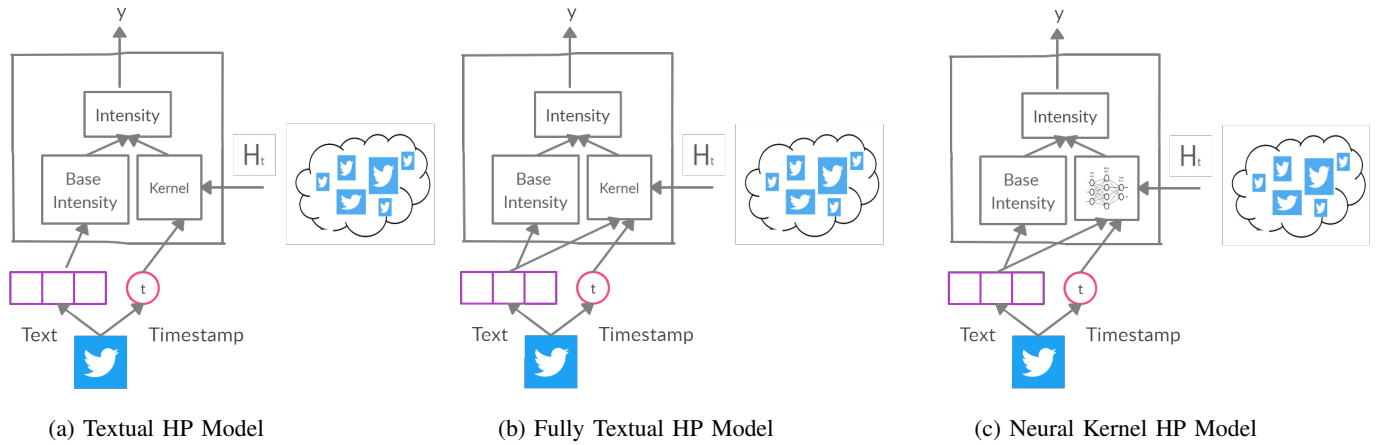 y
Intensity
Base
Intensity
Kernel
Ht
t
Text
Timestamp
(a) Textual HP Model
y
Intensity
Base
Intensity
Kernel
Ht
t
Text
Timestamp
(b) Fully Textual HP Model
y
Intensity
Base
Intensity
Ht
t
Text
Timestamp
(c) Neural Kernel HP Model